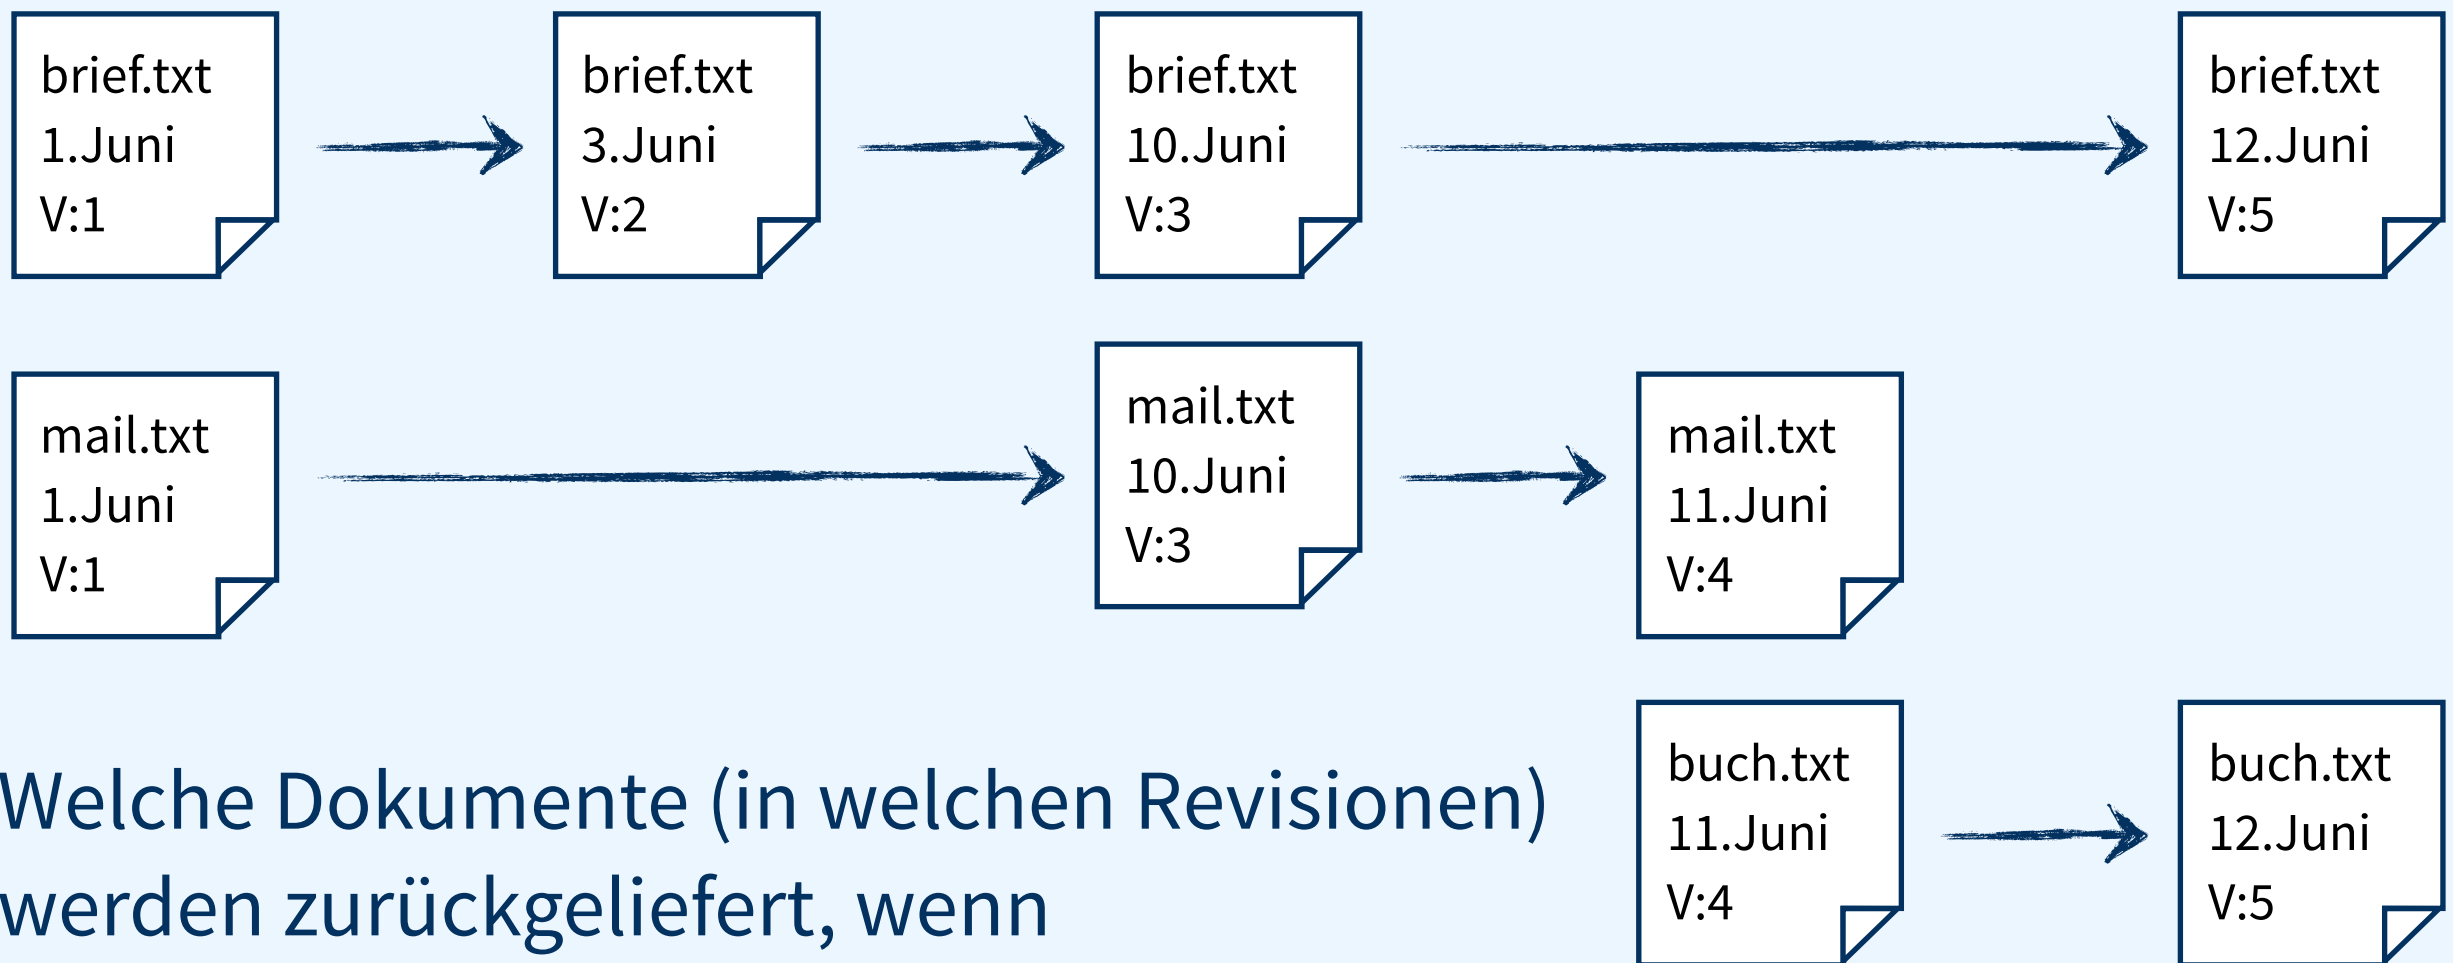 brief.txt
1.Juni
V:1
brief.txt
3.Juni
V:2
brief.txt
10.Juni
V:3
brief.txt
12.Juni
V:5
mail.txt
1.Juni
V:1
mail.txt
10.Juni
V:3
mail.txt
11.Juni
V:4
buch.txt
11.Juni
V:4
buch.txt
12.Juni
V:5
Welche Dokumente (in welchen Revisionen)
werden zurückgeliefert, wenn